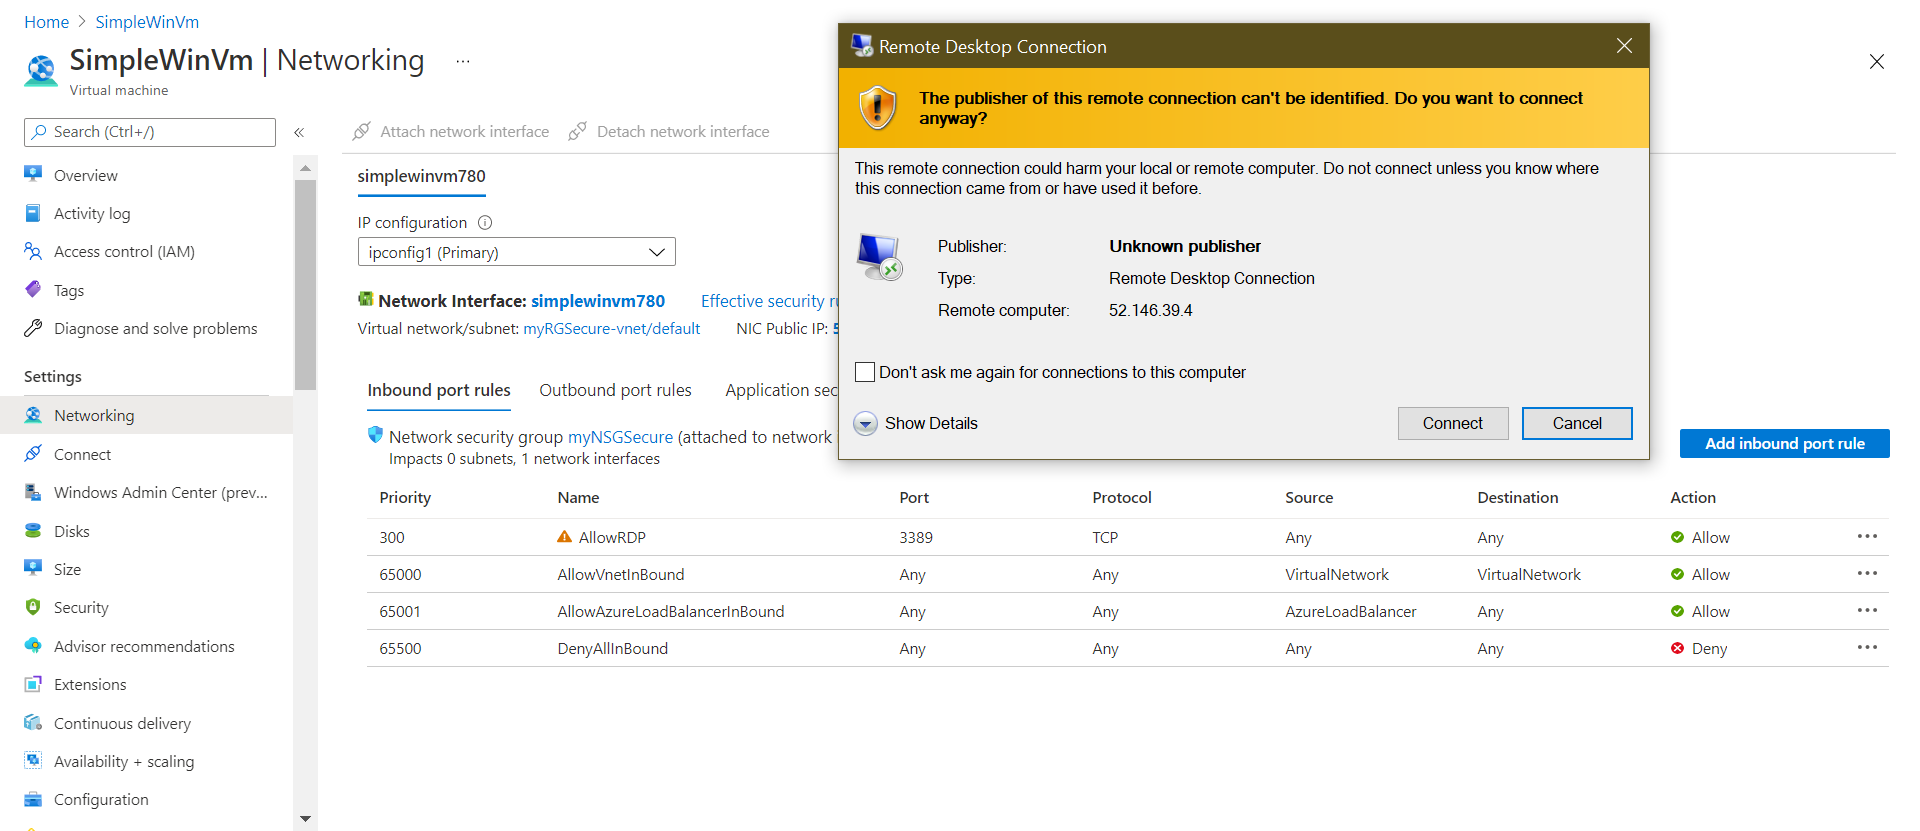 Home > SimpleWinVm
SimpleWinVm | Networking ...
Virtual machine
Search (Ctrl+/)
«
Overview
Activity log
Access control (IAM)
Tags
Diagnose and solve problems
Settings
Networking
Connect
Windows Admin Center (prev...
Disks
Size
Security
Advisor recommendations
Extensions
Continuous delivery
Availability + scaling
Configuration
Attach network interface Detach network interface
simplewinvm780
IP configuration
ipconfig1 (Primary)
Network Interface: simplewinvm780 Effective security
Virtual network/subnet: myRGSecure-vnet/default NIC Public IP:
Inbound port rules Outbound port rules Application
Network security group myNSGSecure (attached to network
Impacts 0 subnets, 1 network interfaces
Add inbound port rule
Priority Name Port Protocol Source Destination Action
300 AllowRDP 3389 TCP Any Any Allow ...
65000 AllowVnetInBound Any Any VirtualNetwork VirtualNetwork Allow ...
65001 AllowAzureLoadBalancerInBound Any Any AzureLoadBalancer Any Allow ...
65500 DenyAllInBound Any Any Any Any Deny ...
Remote Desktop Connection
The publisher of this remote connection can't be identified. Do you want to connect
anyway?
This remote connection could harm your local or remote computer. Do not connect unless you know where
this connection came from or have used it before.
Publisher: Unknown publisher
Type: Remote Desktop Connection
Remote computer: 52.146.39.4
Don't ask me again for connections to this computer
Show Details
Connect
Cancel